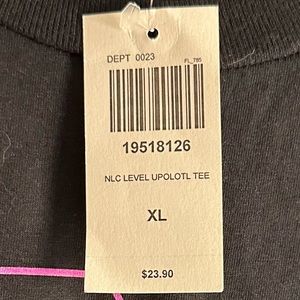 DEPT 0023
FL_785
19518126
NLC LEVEL UPOLOTL TEE
XL
$23.90